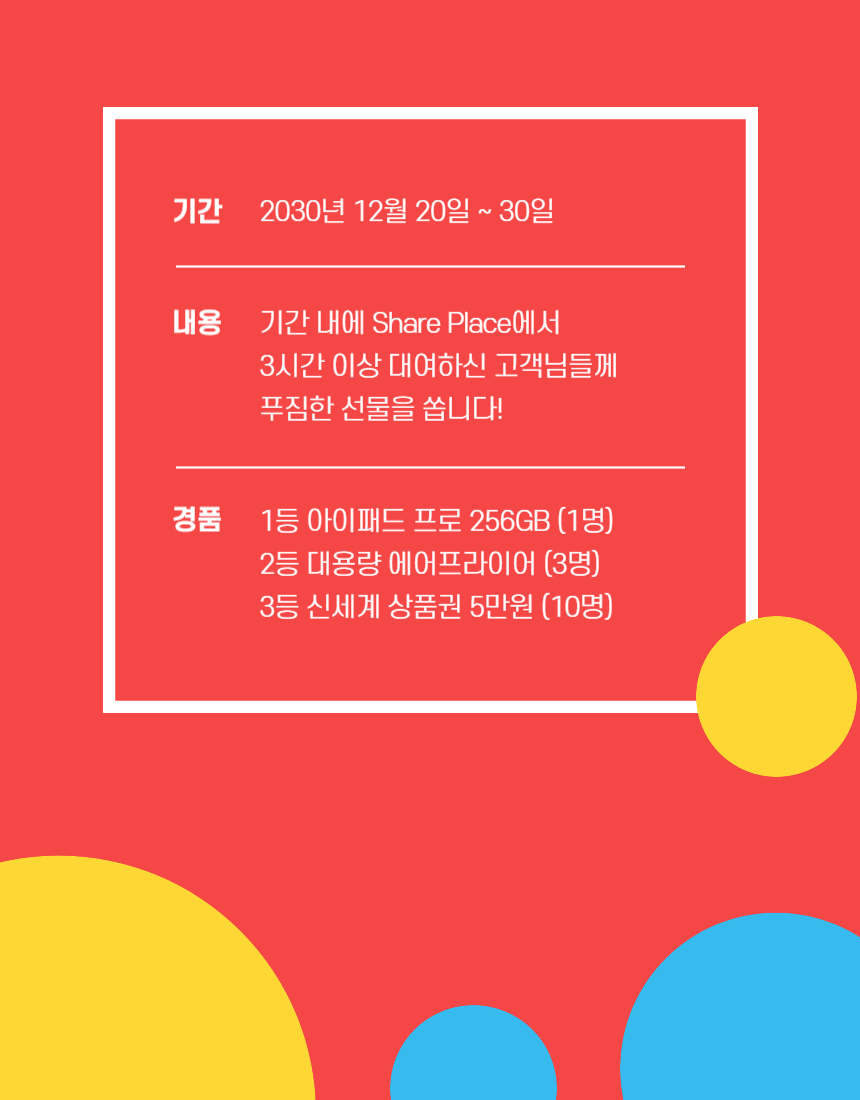 기간 2030년 12월 20일 ~ 30일
내용 기간 내에 Share Place에서
3시간 이상 대여하신 고객님들께
푸짐한 선물을 쏩니다!
경품 1등 아이패드 프로 256GB (1명)
2등 대용량 에어프라이어 (3명)
3등 신세계 상품권 5만원 (10명)